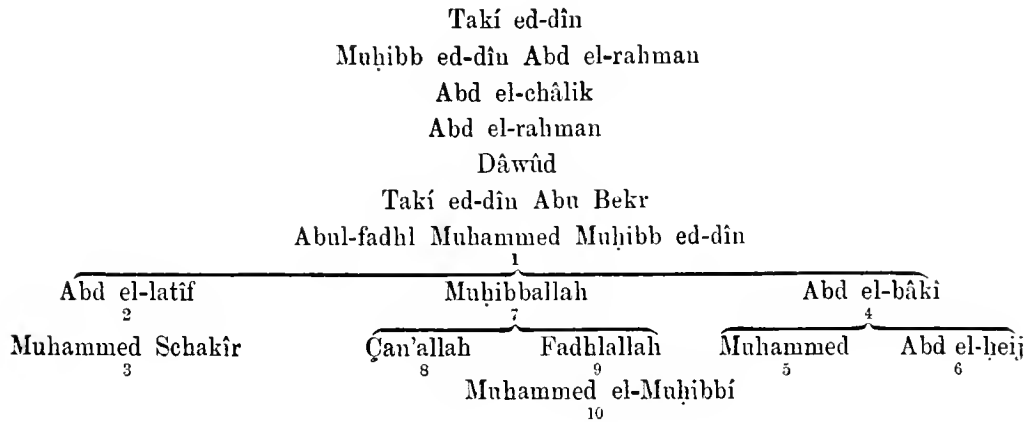 Takí ed-dîn
Muḥibb ed-dîn Abd el-rahman
Abd el-châlik
Abd el-rahman
Dâwûd
Takí ed-dîn Abu Bekr
Abul-fadhl Muhammed Muḥibb ed-dîn
1
Abd el-latîf Muḥibballah Abd el-bâki
2 7 4
Muhammed Schakîr Çan'allah Fadhlallah Muhammed Abd el-ḥeij
3 8 9 5 6
Muhammed el-Muḥibbí
10